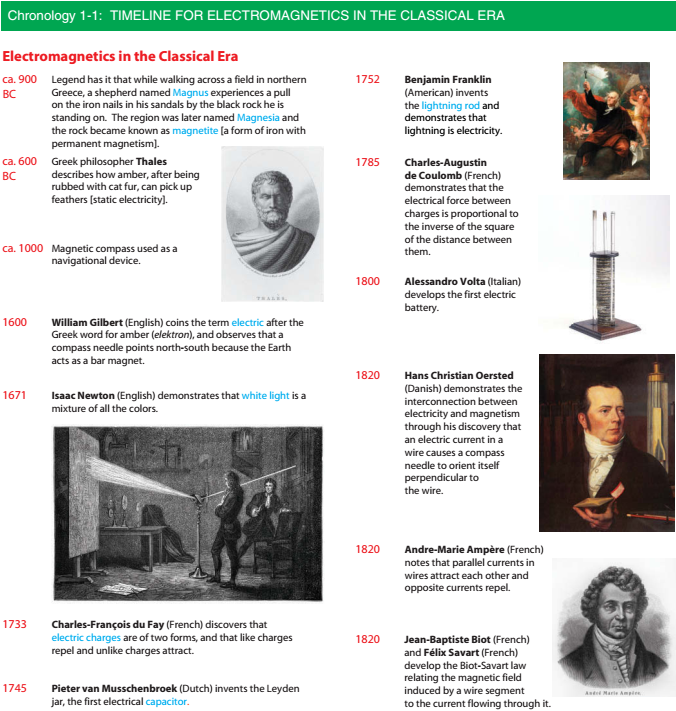 Chronology 1-1: TIMELINE FOR ELECTROMAGNETICS IN THE CLASSICAL ERA
Electromagnetics in the Classical Era
ca. 900 BC
Legend has it that while walking across a field in northern
Greece, a shepherd named Magnus experiences a pull
on the iron nails in his sandals by the black rock he is
standing on. The region was later named Magnesia and
the rock became known as magnetite [a form of iron with
permanent magnetism].
ca. 600 BC
Greek philosopher Thales
describes how amber, after being
rubbed with cat fur, can pick up
feathers [static electricity].
THALES.
ca. 1000
Magnetic compass used as a
navigational device.
1600
William Gilbert (English) coins the term electric after the
Greek word for amber (elektron), and observes that a
compass needle points north-south because the Earth
acts as a bar magnet.
1671
Isaac Newton (English) demonstrates that white light is a
mixture of all the colors.
1733
Charles-François du Fay (French) discovers that
electric charges are of two forms, and that like charges
repel and unlike charges attract.
1745
Pieter van Musschenbroek (Dutch) invents the Leyden
jar, the first electrical capacitor.
1752
Benjamin Franklin
(American) invents
the lightning rod and
demonstrates that
lightning is electricity.
1785
Charles-Augustin
de Coulomb (French)
demonstrates that the
electrical force between
charges is proportional to
the inverse of the square
of the distance between
them.
1800
Alessandro Volta (Italian)
develops the first electric
battery.
1820
Hans Christian Oersted
(Danish) demonstrates the
interconnection between
electricity and magnetism
through his discovery that
an electric current in a
wire causes a compass
needle to orient itself
perpendicular to
the wire.
1820
Andre-Marie Ampère (French)
notes that parallel currents in
wires attract each other and
opposite currents repel.
1820
Jean-Baptiste Biot (French)
and Félix Savart (French)
develop the Biot-Savart law
relating the magnetic field
induced by a wire segment
to the current flowing through it.
André Marie Ampère.